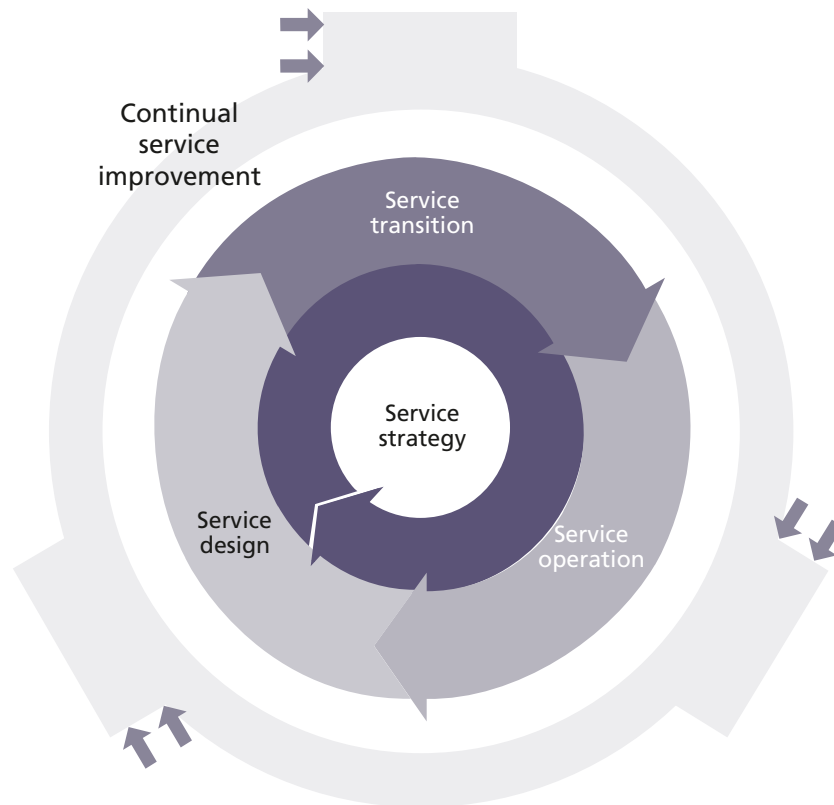 Continual
service
improvement
Service
transition
Service
strategy
Service
design
Service
operation